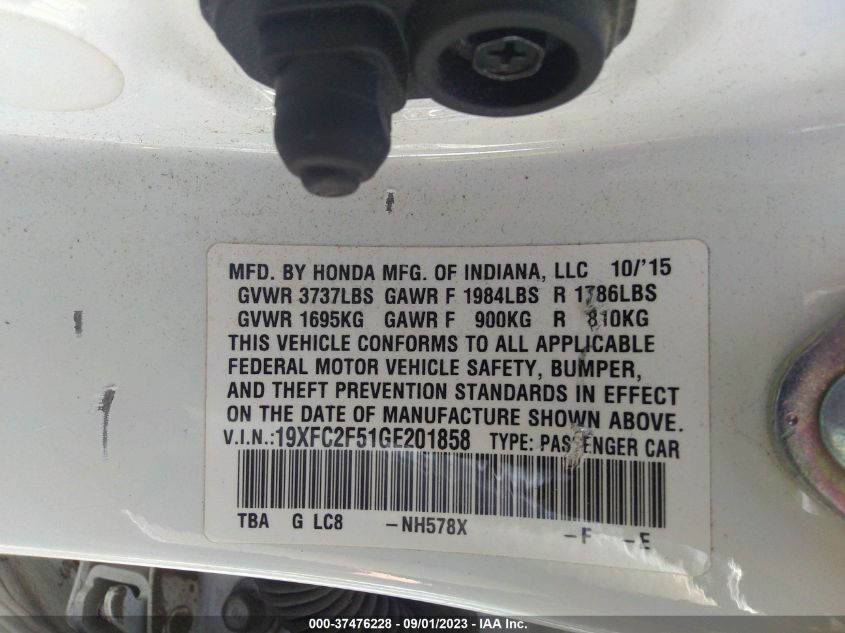 MFD. BY HONDA MFG. OF INDIANA, LLC 10/'15
GVWR 3737LBS GAWR F 1984LBS R 1786LBS
GVWR 1695KG GAWR F 900KG R 810KG
THIS VEHICLE CONFORMS TO ALL APPLICABLE
FEDERAL MOTOR VEHICLE SAFETY, BUMPER,
AND THEFT PREVENTION STANDARDS IN EFFECT
ON THE DATE OF MANUFACTURE SHOWN ABOVE.
V.I.N.:19XFC2F51GE201858 TYPE: PASSENGER CAR
TBA G LC8 -NH578X -F -E
000-37476228 - 09/01/2023 - IAA Inc.